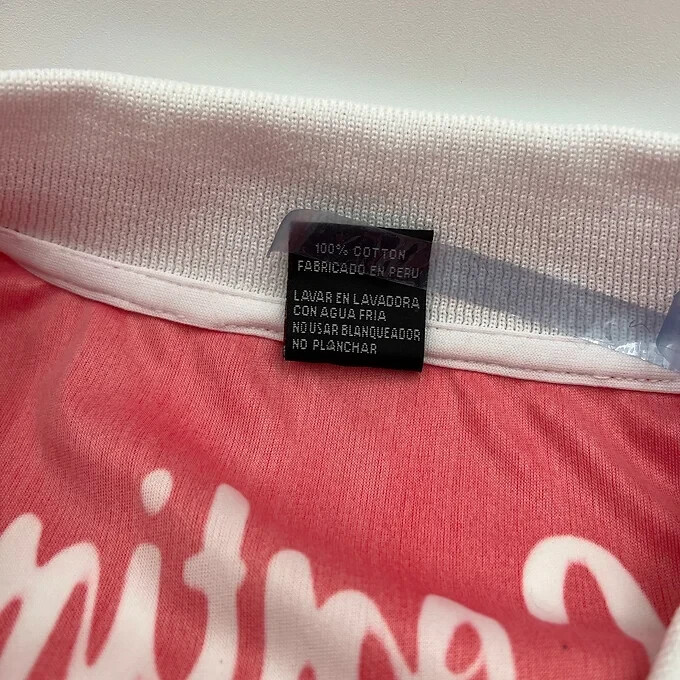 100% COTTON
FABRICADO EN PERU
LAVAR EN LAVADORA
CON AGUA FRIA
NO USAR BLANQUEADOR
NO PLANCHAR